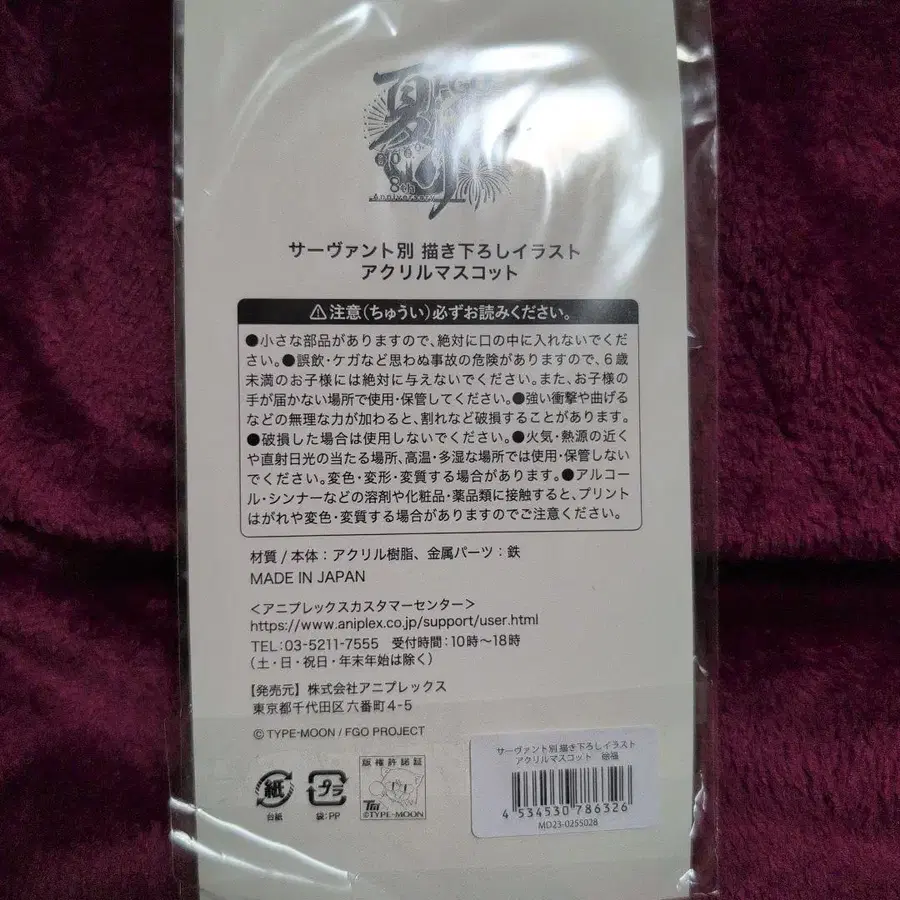 夏
8th
Anniversary
サーヴァント別 描き下ろしイラスト
アクリルマスコット
⚠注意(ちゅうい)必ずお読みください。
●小さな部品がありますので、絶対に口の中に入れないでくだ
さい。●誤飲・ケガなど思わぬ事故の危険がありますので、6歳
未満のお子様には絶対に与えないでください。また、お子様の
手が届かない場所で使用・保管してください。●強い衝撃や曲げる
などの無理な力が加わると、割れなど破損することがあります。
●破損した場合は使用しないでください。●火気・熱源の近く
や直射日光の当たる場所、高温・多湿な場所では使用・保管しない
でください。変色・変形・変質する場合があります。●アルコー
ル・シンナーなどの溶剤や化粧品・薬品類に接触すると、プリント
はがれや変色・変質する場合がありますのでご注意ください。
材質 / 本体：アクリル樹脂、金属パーツ：鉄
MADE IN JAPAN
＜アニプレックスカスタマーセンター＞
https://www.aniplex.co.jp/support/user.html
TEL：03-5211-7555 受付時間：10時〜18時
(土・日・祝日・年末年始は除く)
【発売元】株式会社アニプレックス
東京都千代田区六番町4-5
©TYPE-MOON / FGO PROJECT
紙
台紙
プラ
袋：PP
版権許諾証
TM
©TYPE-MOON
サーヴァント別 描き下ろしイラスト
アクリルマスコット 徐福
4 534530 786326
MD23-0255028